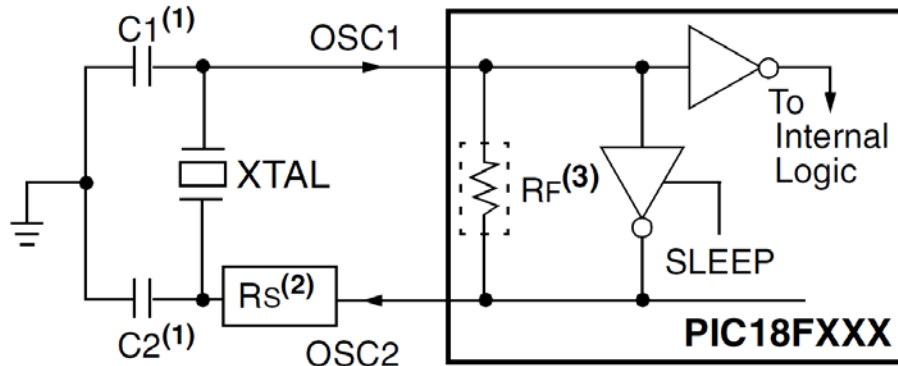 C1(1)
OSC1
To
Internal
Logic
XTAL
RF(3)
SLEEP
RS(2)
C2(1)
OSC2
PIC18FXXX